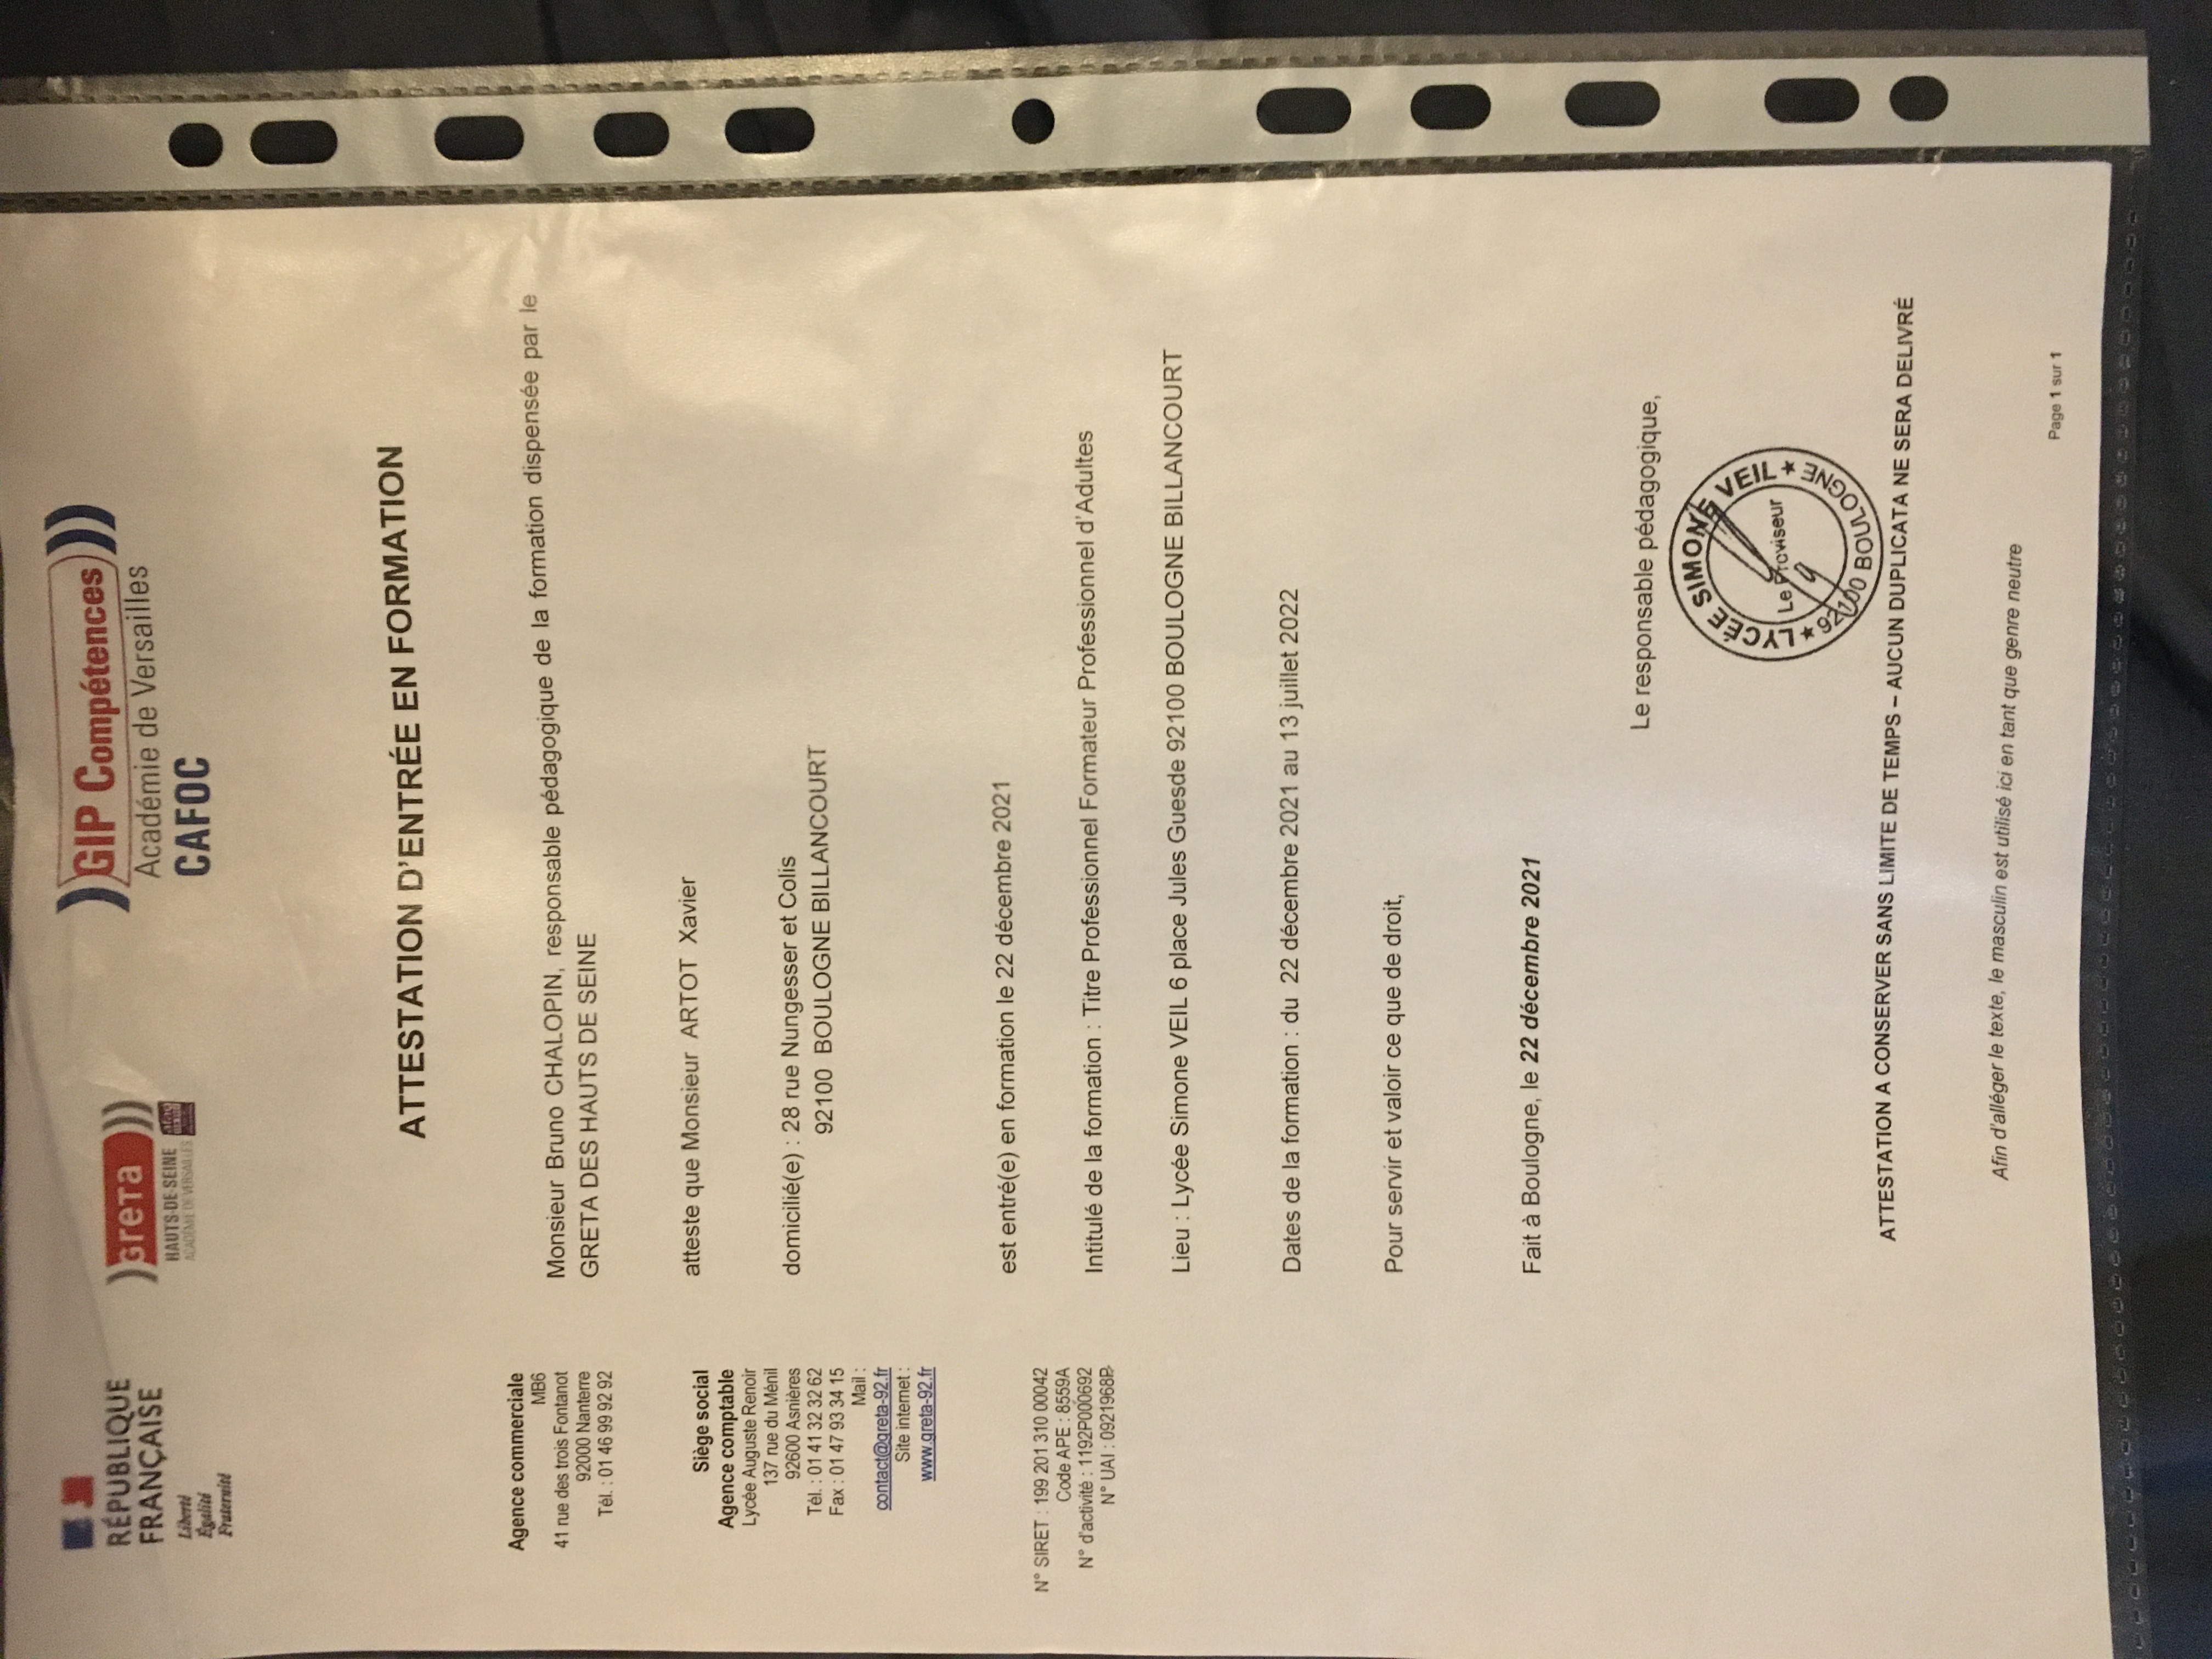 RÉPUBLIQUE
FRANÇAISE
Liberté
Égalité
Fraternité
GRETA
HAUTS-DE-SEINE
ACADÉMIE DE VERSAILLES
afaq
GIP Compétences
Académie de Versailles
CAFOC
ATTESTATION D'ENTRÉE EN FORMATION
Agence commerciale
MB6
41 rue des trois Fontanot
92000 Nanterre
Tél. : 01 46 99 92 92
Siège social
Agence comptable
Lycée Auguste Renoir
137 rue du Ménil
92600 Asnières
Tél. : 01 41 32 32 62
Fax : 01 47 93 34 15
Mail :
contact@greta-92.fr
Site internet :
www.greta-92.fr
N° SIRET : 199 201 310 00042
Code APE : 8559A
N° d'activité : 1192P000692
N° UAI : 0921968P
Monsieur Bruno CHALOPIN, responsable pédagogique de la formation dispensée par le
GRETA DES HAUTS DE SEINE
atteste que Monsieur ARTOT Xavier
domicilié(e) : 28 rue Nungesser et Colis
92100 BOULOGNE BILLANCOURT
est entré(e) en formation le 22 décembre 2021
Intitulé de la formation : Titre Professionnel Formateur Professionnel d'Adultes
Lieu : Lycée Simone VEIL 6 place Jules Guesde 92100 BOULOGNE BILLANCOURT
Dates de la formation : du 22 décembre 2021 au 13 juillet 2022
Pour servir et valoir ce que de droit,
Fait à Boulogne, le 22 décembre 2021
Le responsable pédagogique,
LYCÉE SIMONE VEIL
Le Proviseur
92100 BOULOGNE
ATTESTATION A CONSERVER SANS LIMITE DE TEMPS – AUCUN DUPLICATA NE SERA DELIVRÉ
Afin d'alléger le texte, le masculin est utilisé ici en tant que genre neutre
Page 1 sur 1